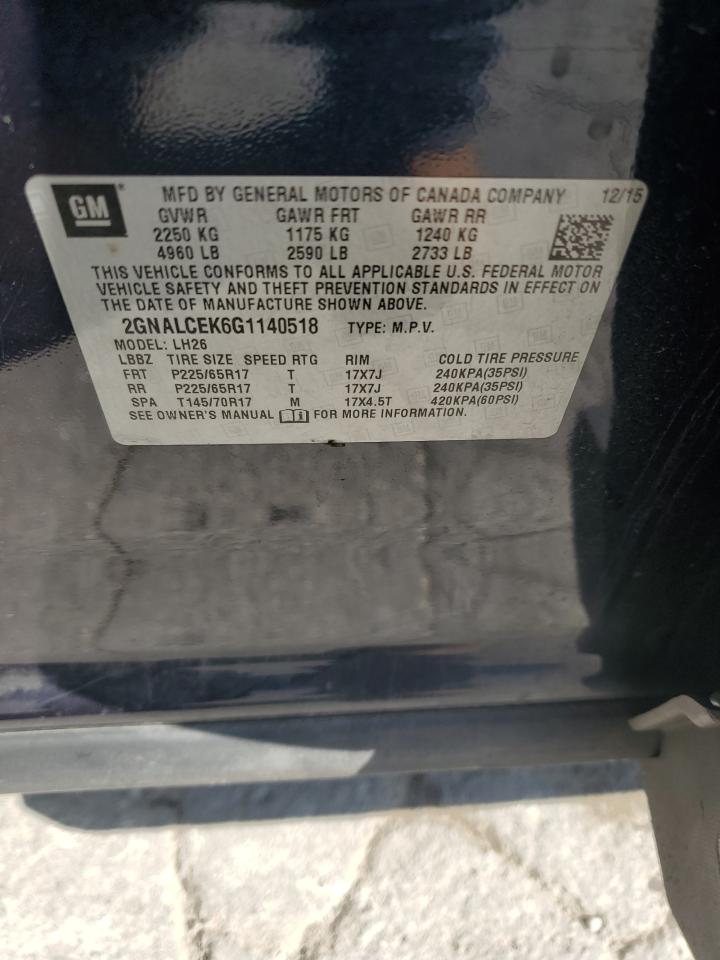 GM
MFD BY GENERAL MOTORS OF CANADA COMPANY 12/15
GVWR GAWR FRT GAWR RR
2250 KG 1175 KG 1240 KG
4960 LB 2590 LB 2733 LB
THIS VEHICLE CONFORMS TO ALL APPLICABLE U.S. FEDERAL MOTOR
VEHICLE SAFETY AND THEFT PREVENTION STANDARDS IN EFFECT ON
THE DATE OF MANUFACTURE SHOWN ABOVE.
2GNALCEK6G1140518 TYPE: M.P.V.
MODEL: LH26
LBBZ TIRE SIZE SPEED RTG RIM COLD TIRE PRESSURE
FRT P225/65R17 T 17X7J 240KPA(35PSI)
RR P225/65R17 T 17X7J 240KPA(35PSI)
SPA T145/70R17 M 17X4.5T 420KPA(60PSI)
SEE OWNER'S MANUAL FOR MORE INFORMATION.